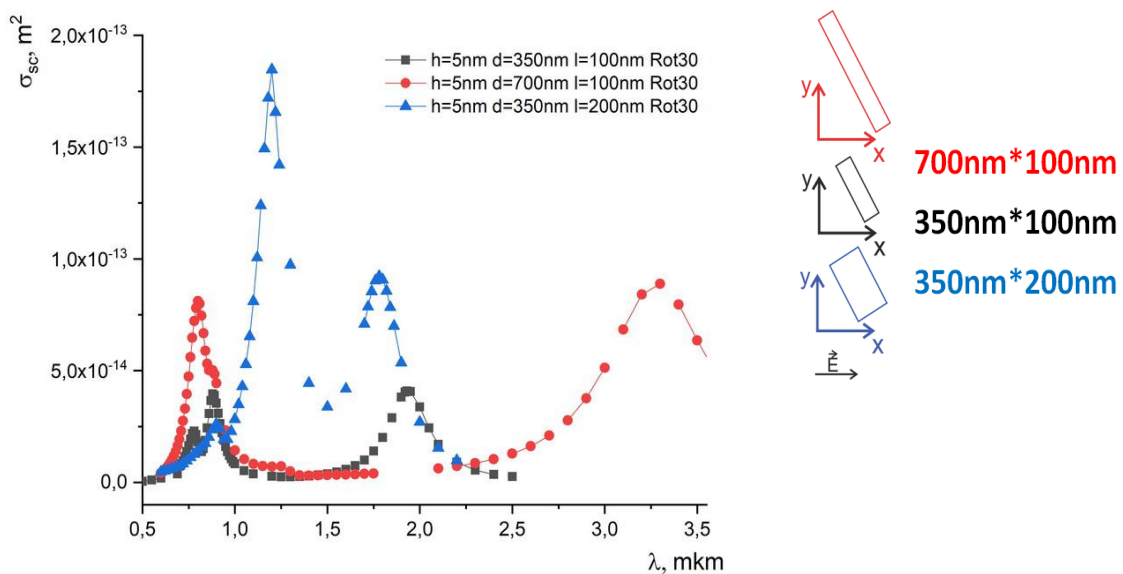 σsc, m²
2,0x10⁻¹³
1,5x10⁻¹³
1,0x10⁻¹³
5,0x10⁻¹⁴
0,0
h=5nm d=350nm l=100nm Rot30
h=5nm d=700nm l=100nm Rot30
h=5nm d=350nm l=200nm Rot30
0,5 1,0 1,5 2,0 2,5 3,0 3,5
λ, mkm
y
x
700nm*100nm
y
x
350nm*100nm
y
x
350nm*200nm
E